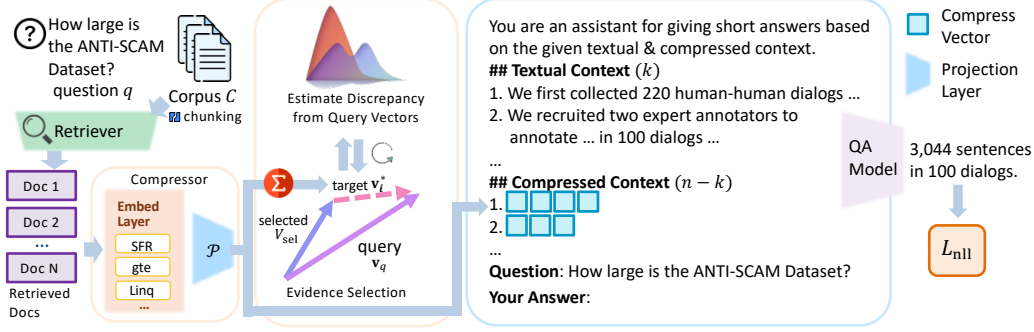 How large is
the ANTI-SCAM
Dataset?
question q
Corpus C
chunking
Retriever
Doc 1
Doc 2
...
Doc N
Retrieved
Docs
Compressor
Embed
Layer
SFR
gte
Linq
...
P
Σ
Estimate Discrepancy
from Query Vectors
target v_i^*
selected
V_sel
query
v_q
Evidence Selection
You are an assistant for giving short answers based
on the given textual & compressed context.
## Textual Context (k)
1. We first collected 220 human-human dialogs ...
2. We recruited two expert annotators to
annotate ... in 100 dialogs ...
...
## Compressed Context (n − k)
1.
2.
...
Question: How large is the ANTI-SCAM Dataset?
Your Answer:
Compress
Vector
Projection
Layer
QA
Model
3,044 sentences
in 100 dialogs.
L_nll